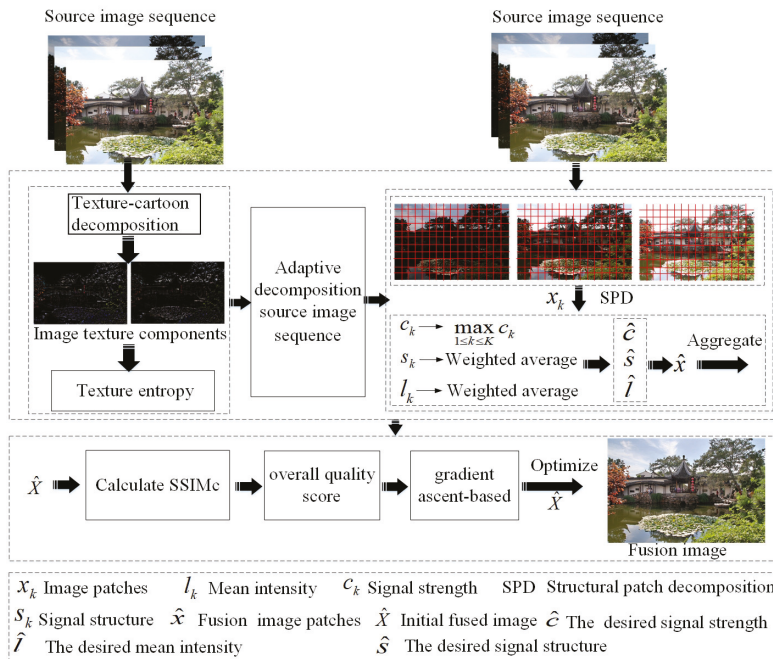 Source image sequence
Source image sequence
Texture-cartoon
decomposition
Image texture components
Texture entropy
Adaptive
decomposition
source image
sequence
x_k SPD
c_k → max c_k
1≤k≤K
s_k → Weighted average
l_k → Weighted average
ĉ
ŝ
l̂
x̂
Aggregate
X̂
Calculate SSIMc
overall quality
score
gradient
ascent-based
Optimize
X̂
Fusion image
x_k Image patches l_k Mean intensity c_k Signal strength SPD Structural patch decomposition
s_k Signal structure x̂ Fusion image patches X̂ Initial fused image ĉ The desired signal strength
l̂ The desired mean intensity ŝ The desired signal structure